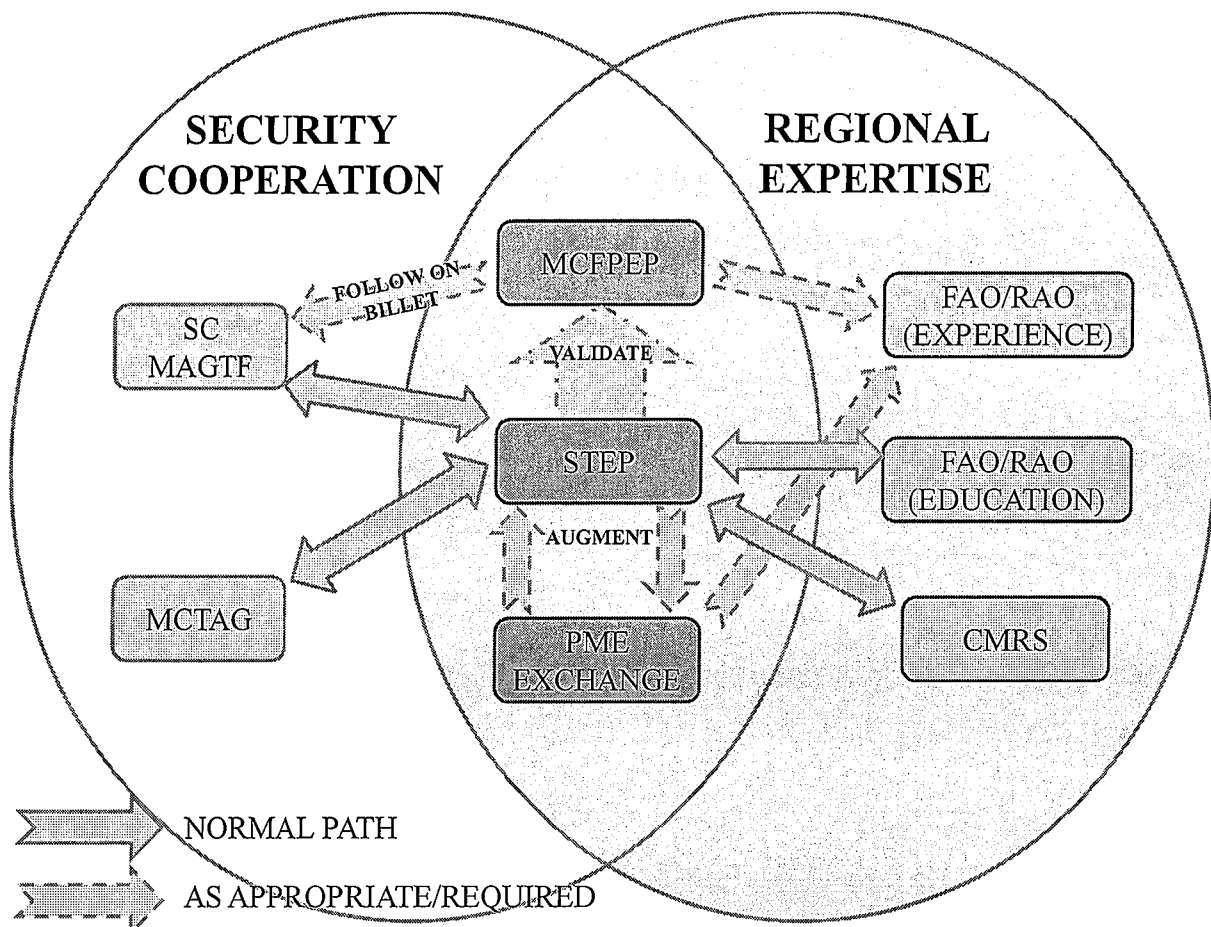 SECURITY
COOPERATION
REGIONAL
EXPERTISE
MCFPEP
FOLLOW ON
BILLET
FAO/RAO
(EXPERIENCE)
SC
MAGTF
VALIDATE
STEP
FAO/RAO
(EDUCATION)
AUGMENT
MCTAG
PME
EXCHANGE
CMRS
NORMAL PATH
AS APPROPRIATE/REQUIRED